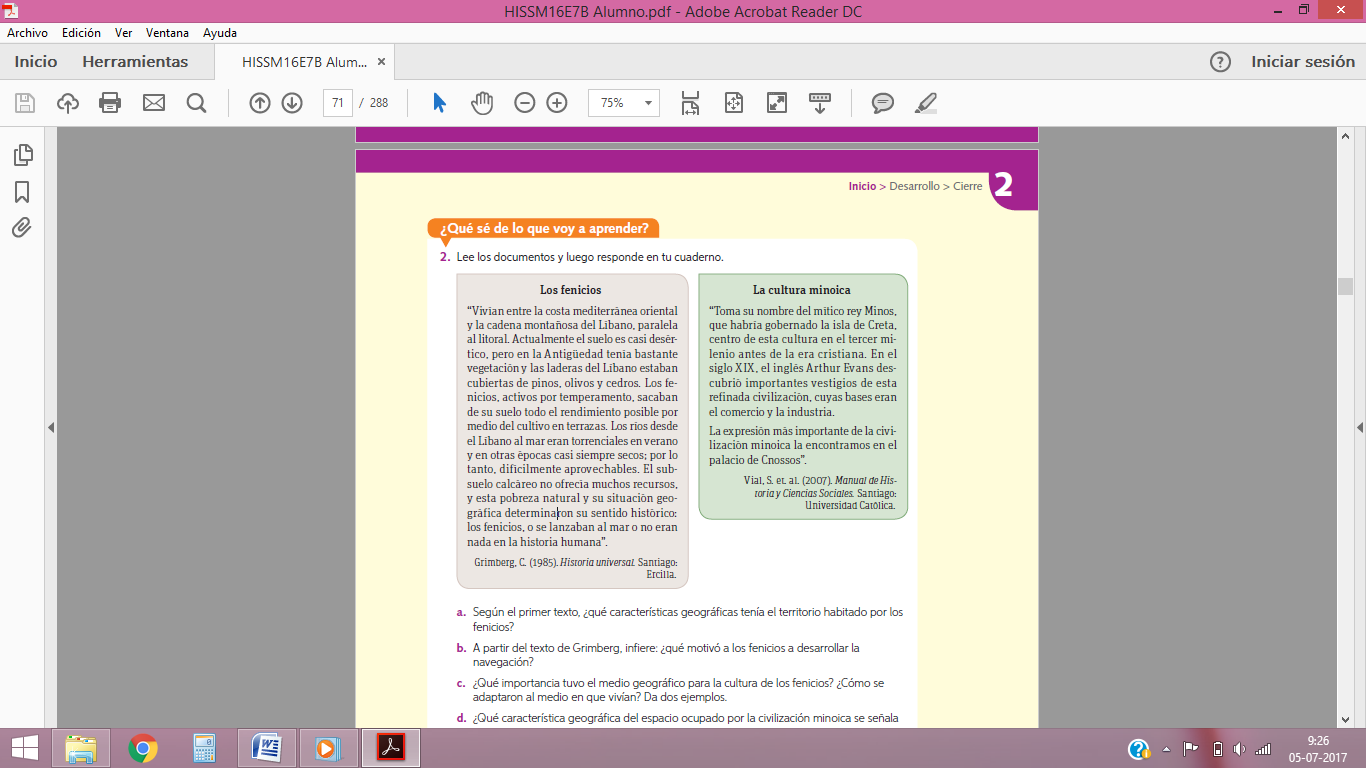 HISSM16E7B Alumno.pdf - Adobe Acrobat Reader DC
Archivo Edición Ver Ventana Ayuda
Inicio Herramientas HISSM16E7B Alum... × ? Iniciar sesión
71 / 288 75%
Inicio > Desarrollo > Cierre 2
¿Qué sé de lo que voy a aprender?
2. Lee los documentos y luego responde en tu cuaderno.
Los fenicios
“Vivían entre la costa mediterránea oriental
y la cadena montañosa del Líbano, paralela
al litoral. Actualmente el suelo es casi desér-
tico, pero en la Antigüedad tenía bastante
vegetación y las laderas del Líbano estaban
cubiertas de pinos, olivos y cedros. Los fe-
nicios, activos por temperamento, sacaban
de su suelo todo el rendimiento posible por
medio del cultivo en terrazas. Los ríos desde
el Líbano al mar eran torrenciales en verano
y en otras épocas casi siempre secos; por lo
tanto, difícilmente aprovechables. El sub-
suelo calcáreo no ofrecía muchos recursos,
y esta pobreza natural y su situación geo-
gráfica determinaron su sentido histórico:
los fenicios, o se lanzaban al mar o no eran
nada en la historia humana”.
Grimberg, C. (1985). Historia universal. Santiago:
Ercilla.
La cultura minoica
“Toma su nombre del mítico rey Minos,
que habría gobernado la isla de Creta,
centro de esta cultura en el tercer mi-
lenio antes de la era cristiana. En el
siglo XIX, el inglés Arthur Evans des-
cubrió importantes vestigios de esta
refinada civilización, cuyas bases eran
el comercio y la industria.
La expresión más importante de la civi-
lización minoica la encontramos en el
palacio de Cnossos”.
Vial, S. et. al. (2007). Manual de His-
toria y Ciencias Sociales. Santiago:
Universidad Católica.
a. Según el primer texto, ¿qué características geográficas tenía el territorio habitado por los
fenicios?
b. A partir del texto de Grimberg, infiere: ¿qué motivó a los fenicios a desarrollar la
navegación?
c. ¿Qué importancia tuvo el medio geográfico para la cultura de los fenicios? ¿Cómo se
adaptaron al medio en que vivían? Da dos ejemplos.
d. ¿Qué característica geográfica del espacio ocupado por la civilización minoica se señala
9:26
05-07-2017